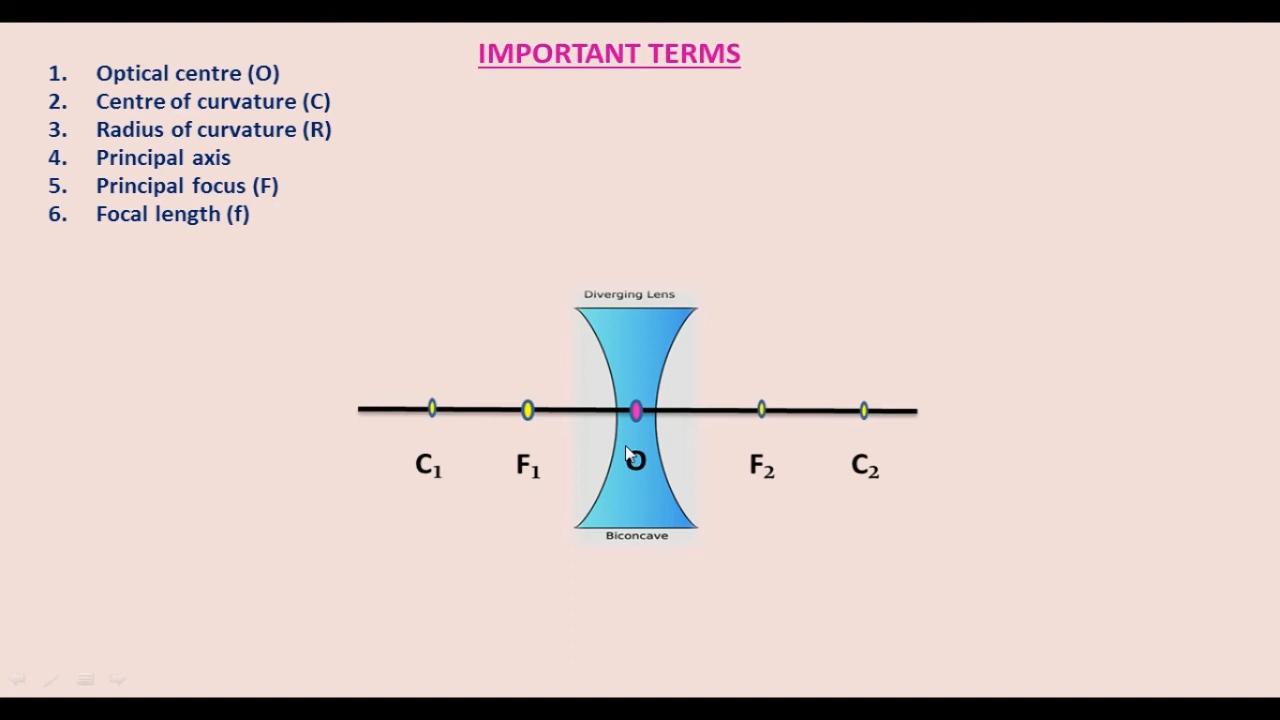 IMPORTANT TERMS
1. Optical centre (O)
2. Centre of curvature (C)
3. Radius of curvature (R)
4. Principal axis
5. Principal focus (F)
6. Focal length (f)
Diverging Lens
C₁ F₁ O F₂ C₂
Biconcave